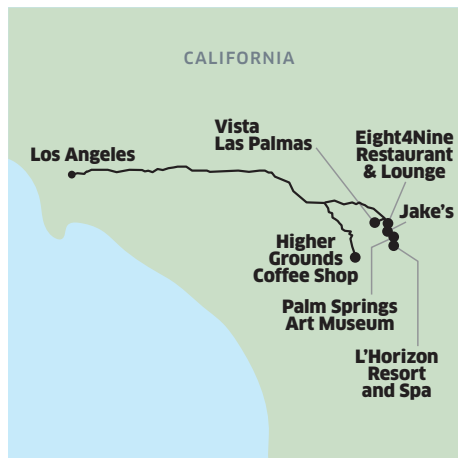 CALIFORNIA
Los Angeles
Vista
Las Palmas
Eight4Nine
Restaurant
& Lounge
Jake’s
Higher
Grounds
Coffee Shop
Palm Springs
Art Museum
L’Horizon
Resort
and Spa